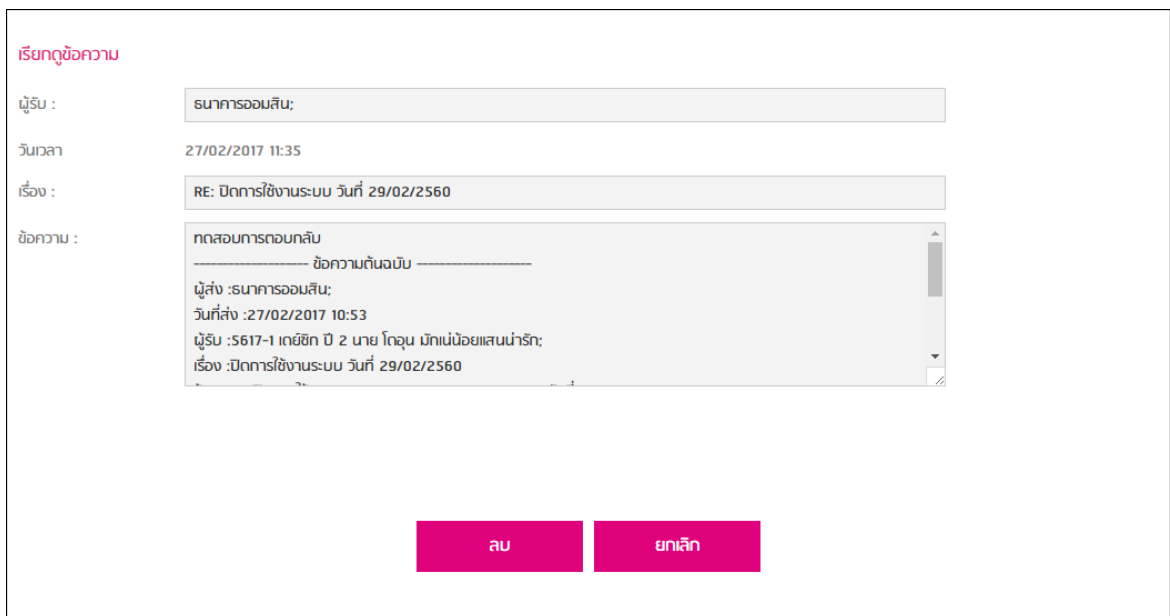 เรียกดูข้อความ
ผู้รับ : ธนาคารออมสิน;
วันเวลา 27/02/2017 11:35
เรื่อง : RE: ปิดการใช้งานระบบ วันที่ 29/02/2560
ข้อความ : ทดสอบการตอบกลับ
-------------------- ข้อความต้นฉบับ --------------------
ผู้ส่ง :ธนาคารออมสิน;
วันที่ส่ง :27/02/2017 10:53
ผู้รับ :5617-1 เดย์ซิก ปี 2 นาย โดอุน มักเน่น้อยแสนน่ารัก;
เรื่อง :ปิดการใช้งานระบบ วันที่ 29/02/2560
ลบ ยกเลิก